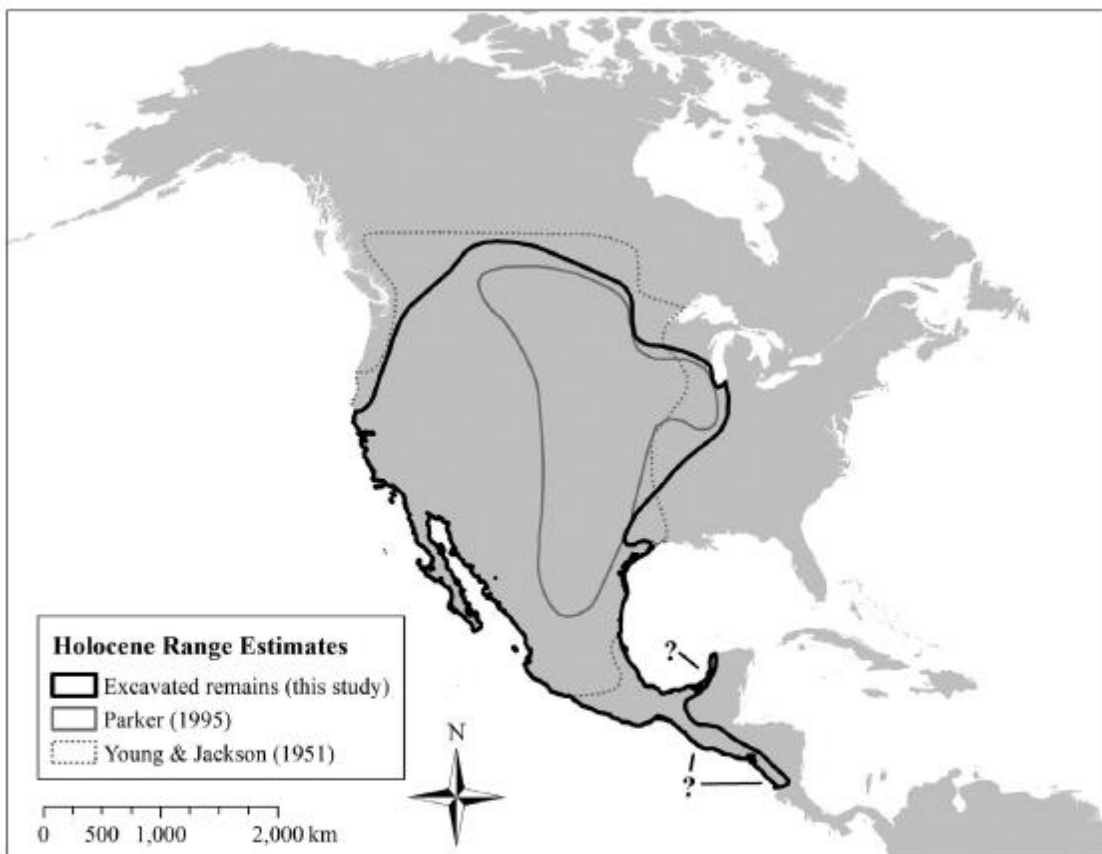 ?
?
Holocene Range Estimates
Excavated remains (this study)
Parker (1995)
Young & Jackson (1951)
N
0 500 1,000 2,000 km